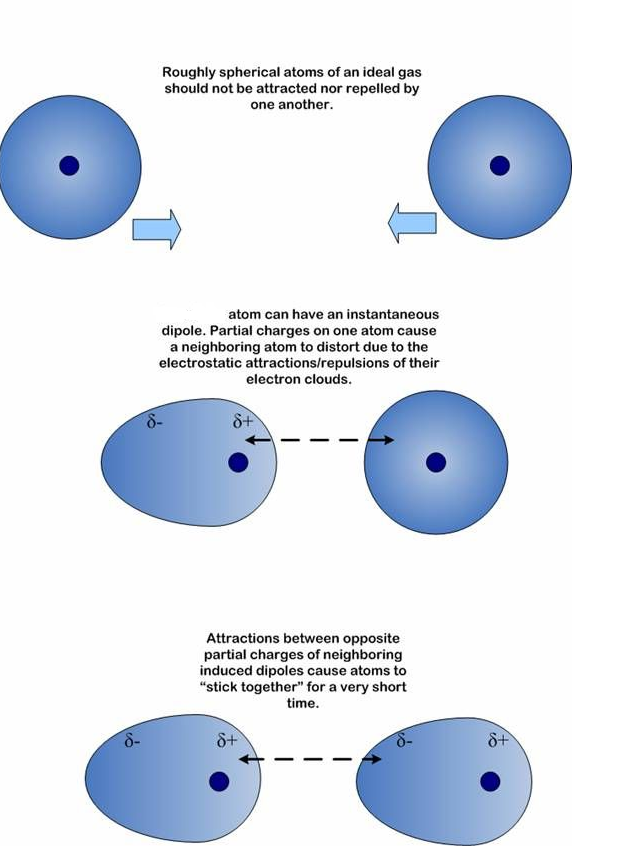 Roughly spherical atoms of an ideal gas
should not be attracted nor repelled by
one another.
atom can have an instantaneous
dipole. Partial charges on one atom cause
a neighboring atom to distort due to the
electrostatic attractions/repulsions of their
electron clouds.
δ- δ+
Attractions between opposite
partial charges of neighboring
induced dipoles cause atoms to
“stick together” for a very short
time.
δ- δ+ δ- δ+